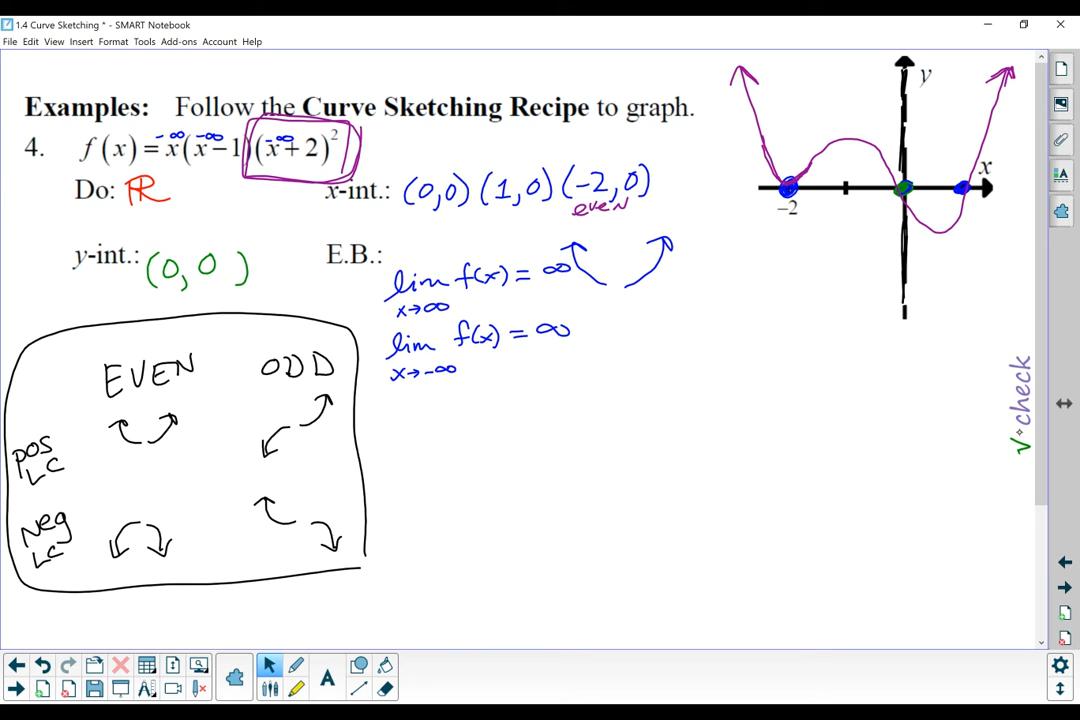 1.4 Curve Sketching * - SMART Notebook
File Edit View Insert Format Tools Add-ons Account Help
Examples: Follow the Curve Sketching Recipe to graph.
-∞ -∞ -∞
4. f(x) = x(x-1)(x+2)²
Do: ℝ
x-int.: (0,0) (1,0) (-2,0)
even
y-int.: (0,0)
E.B.:
lim f(x) = ∞
x→∞
lim f(x) = ∞
x→-∞
EVEN ODD
pos
LC
Neg
LC
y
x
-2
√ check
A